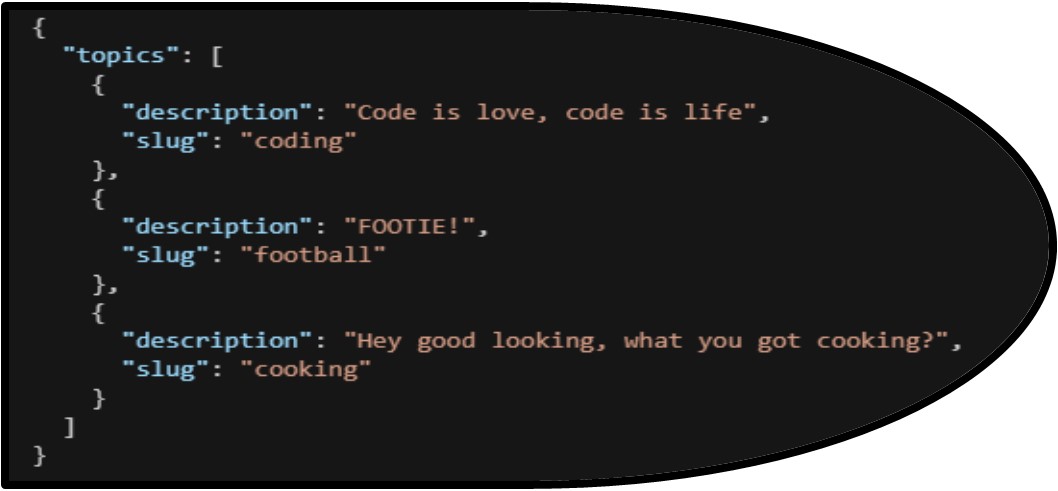 {
  "topics": [
    {
      "description": "Code is love, code is life",
      "slug": "coding"
    },
    {
      "description": "FOOTIE!",
      "slug": "football"
    },
    {
      "description": "Hey good looking, what you got cooking?",
      "slug": "cooking"
    }
  ]
}